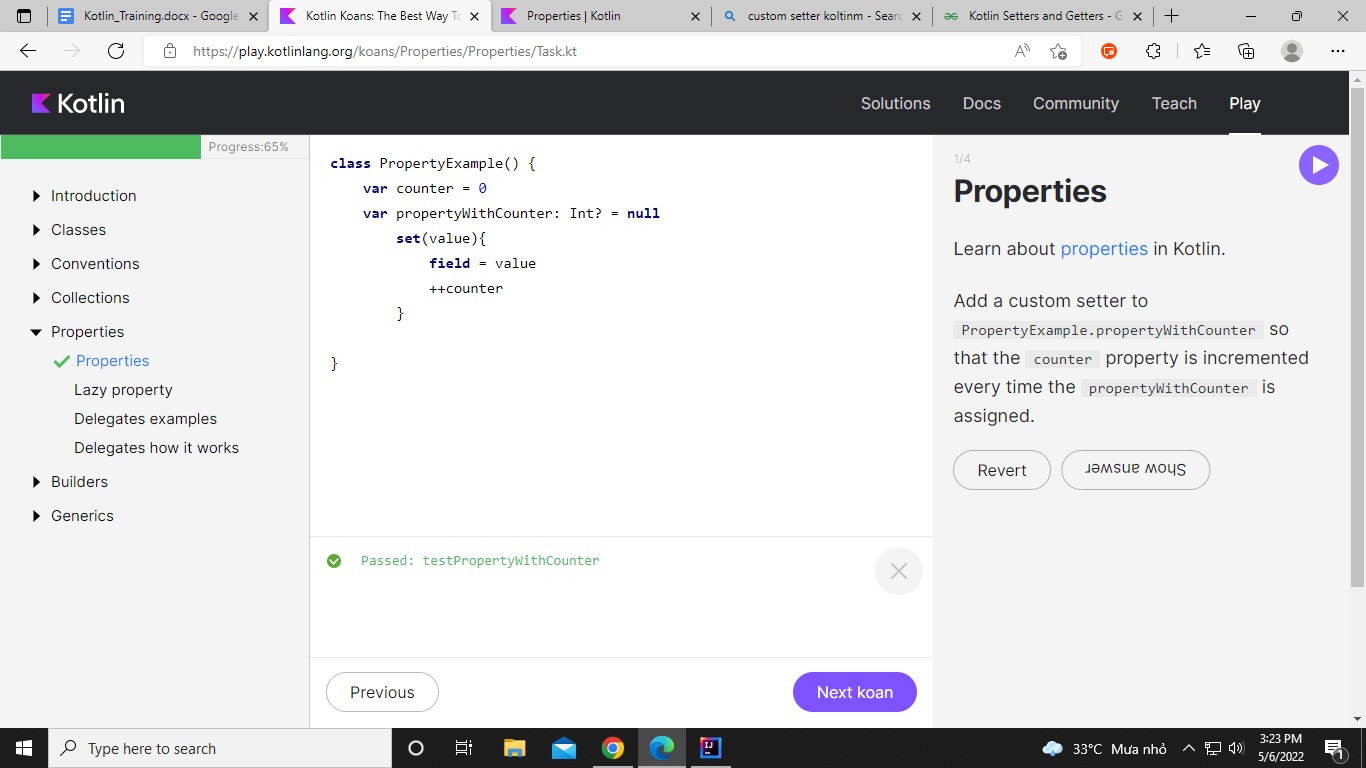 Kotlin_Training.docx - Google
Kotlin Koans: The Best Way To
Properties | Kotlin
custom setter koltinm - Searc
Kotlin Setters and Getters - G
https://play.kotlinlang.org/koans/Properties/Properties/Task.kt
Kotlin
Solutions
Docs
Community
Teach
Play
Progress:65%
Introduction
Classes
Conventions
Collections
Properties
Properties
Lazy property
Delegates examples
Delegates how it works
Builders
Generics
class PropertyExample() {
var counter = 0
var propertyWithCounter: Int? = null
set(value){
field = value
++counter
}
}
Passed: testPropertyWithCounter
Previous
Next koan
1/4
Properties
Learn about properties in Kotlin.
Add a custom setter to
PropertyExample.propertyWithCounter so
that the counter property is incremented
every time the propertyWithCounter is
assigned.
Revert
Show answer
Type here to search
33°C Mưa nhỏ
3:23 PM
5/6/2022
1